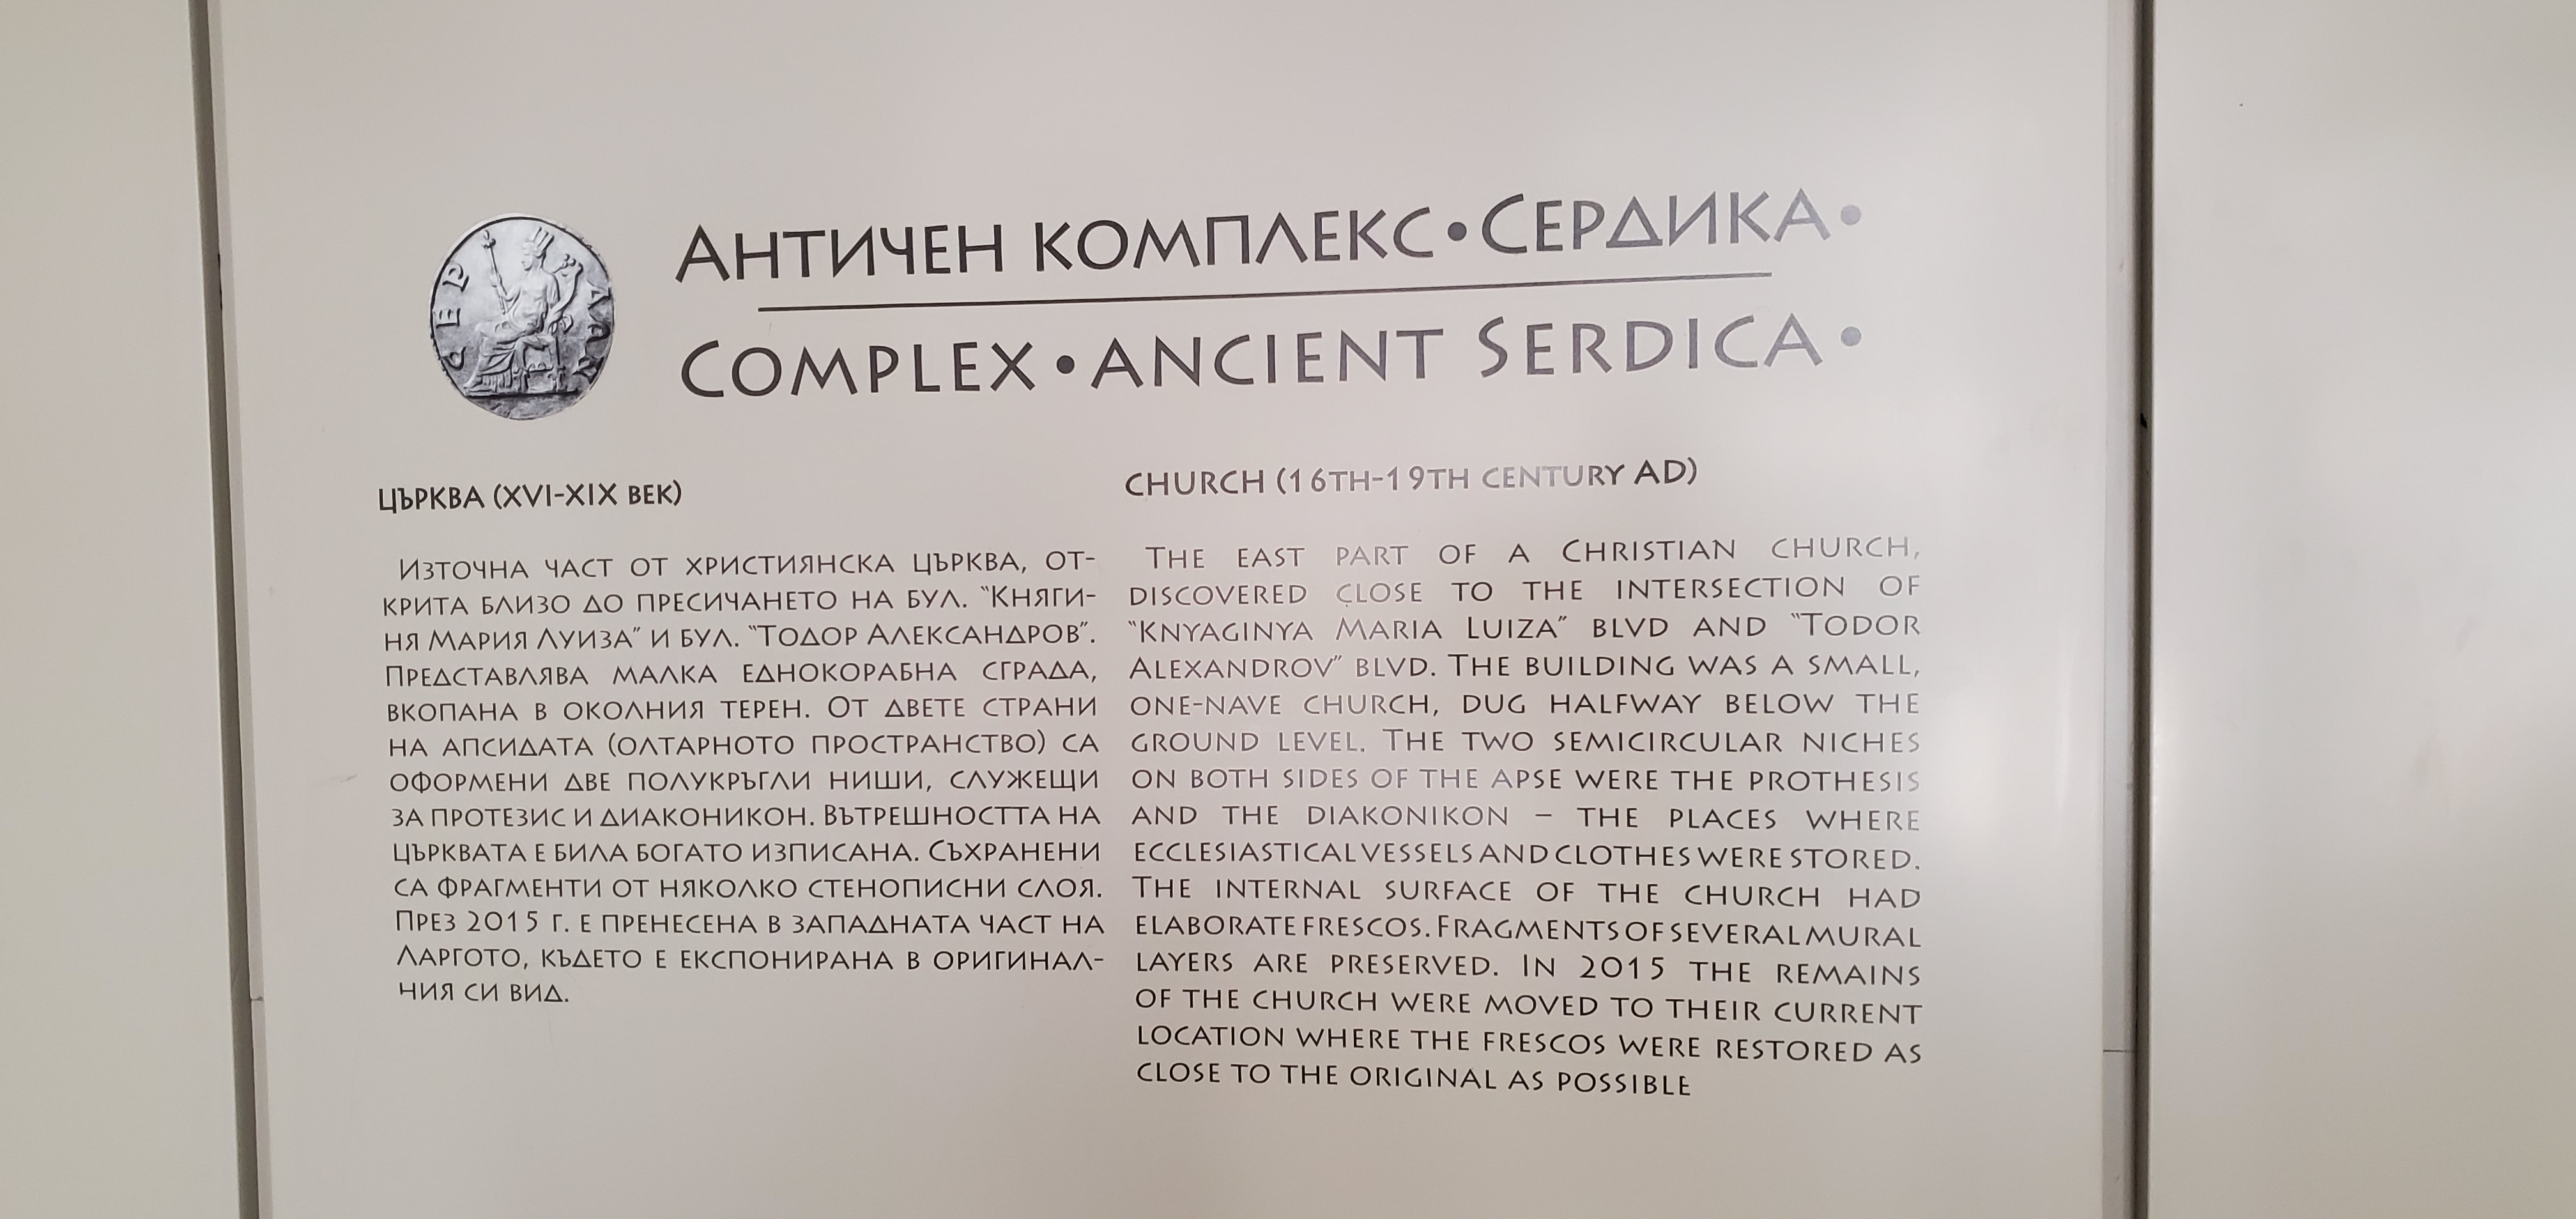 Античен комплекс • Сердика •
Complex • Ancient Serdica •
ЦЪРКВА (XVI-XIX ВЕК)
Източна част от християнска църква, от-
крита близо до пресичането на бул. "Княги-
ня Мария Луиза" и бул. "Тодор Александров".
Представлява малка еднокорабна сграда,
вкопана в околния терен. От двете страни
на апсидата (олтарното пространство) са
оформени две полукръгли ниши, служещи
за протезис и диаконикон. Вътрешността на
църквата е била богато изписана. Съхранени
са фрагменти от няколко стенописни слоя.
През 2015 г. е пренесена в западната част на
Ларгото, където е експонирана в оригинал-
ния си вид.
CHURCH (16TH-19TH CENTURY AD)
The east part of a Christian church,
discovered close to the intersection of
"Knyaginya Maria Luiza" blvd and "Todor
Alexandrov" blvd. The building was a small,
one-nave church, dug halfway below the
ground level. The two semicircular niches
on both sides of the apse were the prothesis
and the diakonikon – the places where
ecclesiastical vessels and clothes were stored.
The internal surface of the church had
elaborate frescos. Fragments of several mural
layers are preserved. In 2015 the remains
of the church were moved to their current
location where the frescos were restored as
close to the original as possible